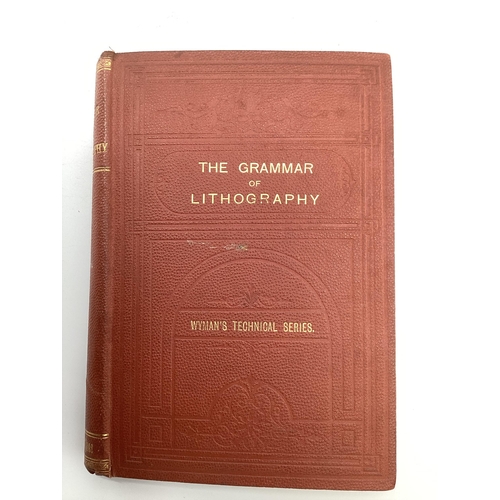 THE GRAMMAR
OF
LITHOGRAPHY
WYMAN'S TECHNICAL SERIES.